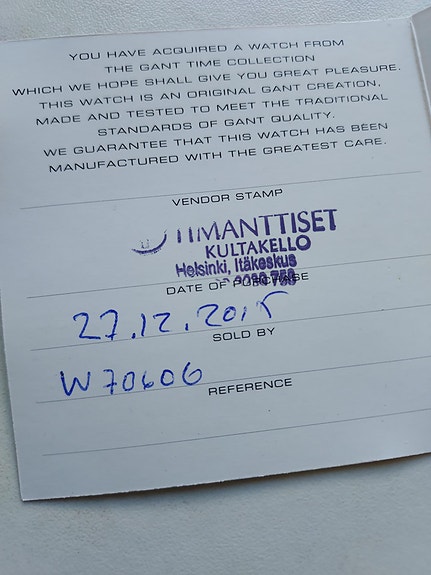 YOU HAVE ACQUIRED A WATCH FROM
THE GANT TIME COLLECTION
WHICH WE HOPE SHALL GIVE YOU GREAT PLEASURE.
THIS WATCH IS AN ORIGINAL GANT CREATION,
MADE AND TESTED TO MEET THE TRADITIONAL
STANDARDS OF GANT QUALITY.
WE GUARANTEE THAT THIS WATCH HAS BEEN
MANUFACTURED WITH THE GREATEST CARE.
VENDOR STAMP
TIMANTTISET
KULTAKELLO
Helsinki, Itäkeskus
DATE OF PURCHASE
27.12.2015
SOLD BY
W70606
REFERENCE